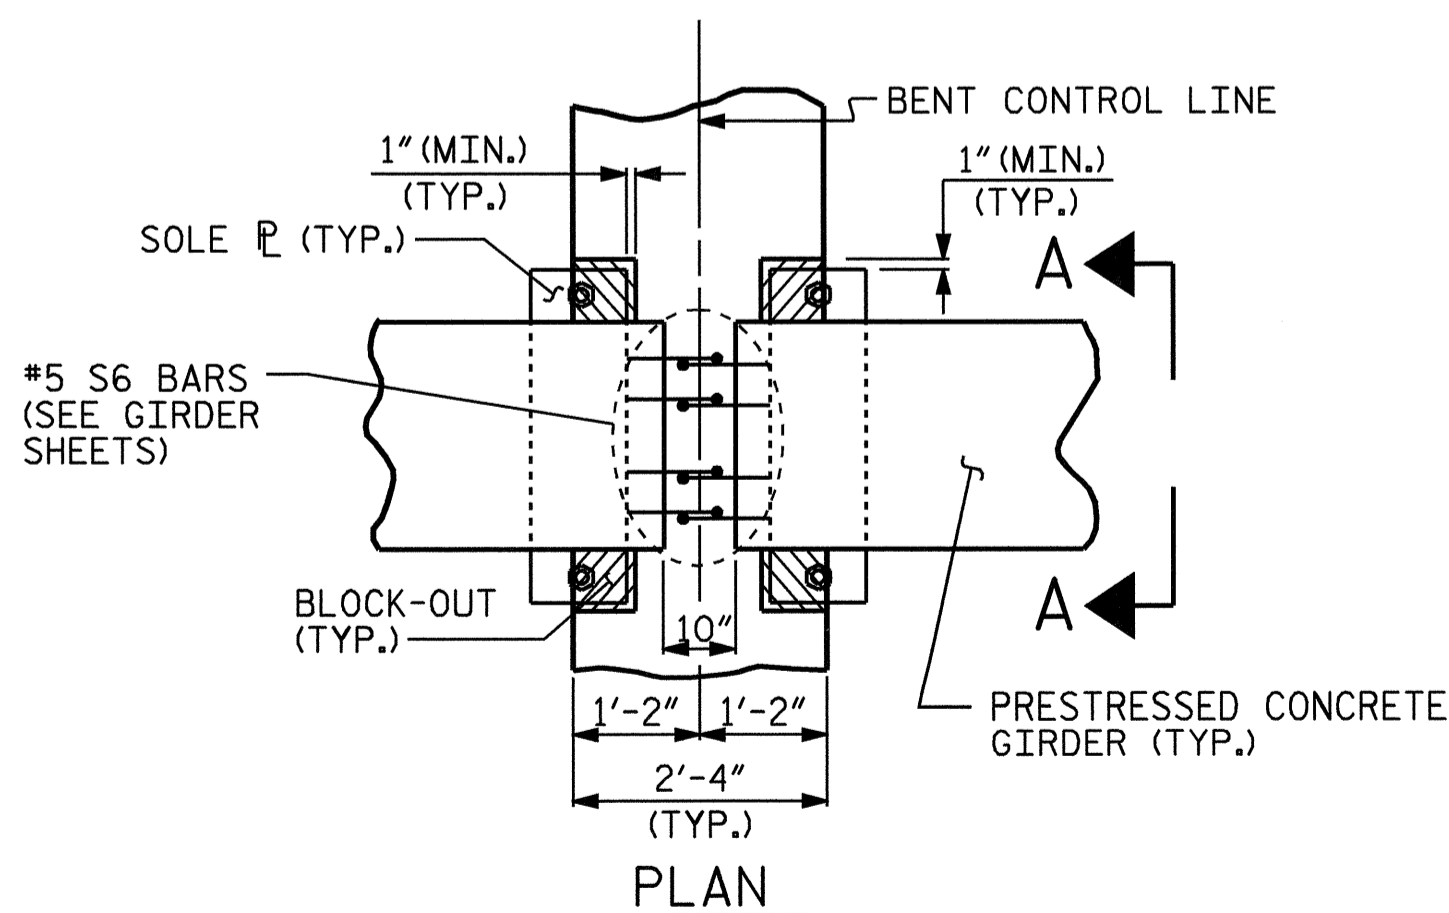 BENT CONTROL LINE
1" (MIN.)
(TYP.)
1" (MIN.)
(TYP.)
SOLE ℙL (TYP.)
A
#5 S6 BARS
(SEE GIRDER
SHEETS)
BLOCK-OUT
(TYP.)
10"
A
1'-2" 1'-2"
PRESTRESSED CONCRETE
GIRDER (TYP.)
2'-4"
(TYP.)
PLAN